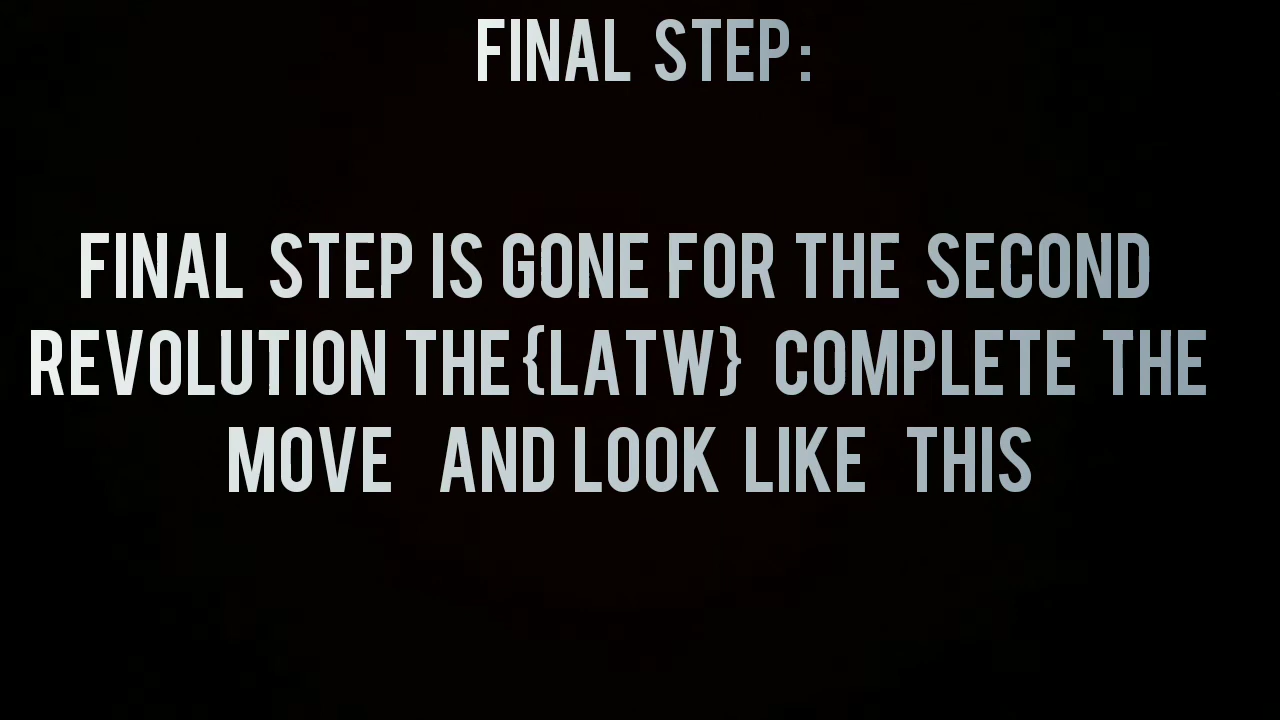 FINAL STEP:
FINAL STEP IS GONE FOR THE SECOND
REVOLUTION THE {LATW} COMPLETE THE
MOVE AND LOOK LIKE THIS